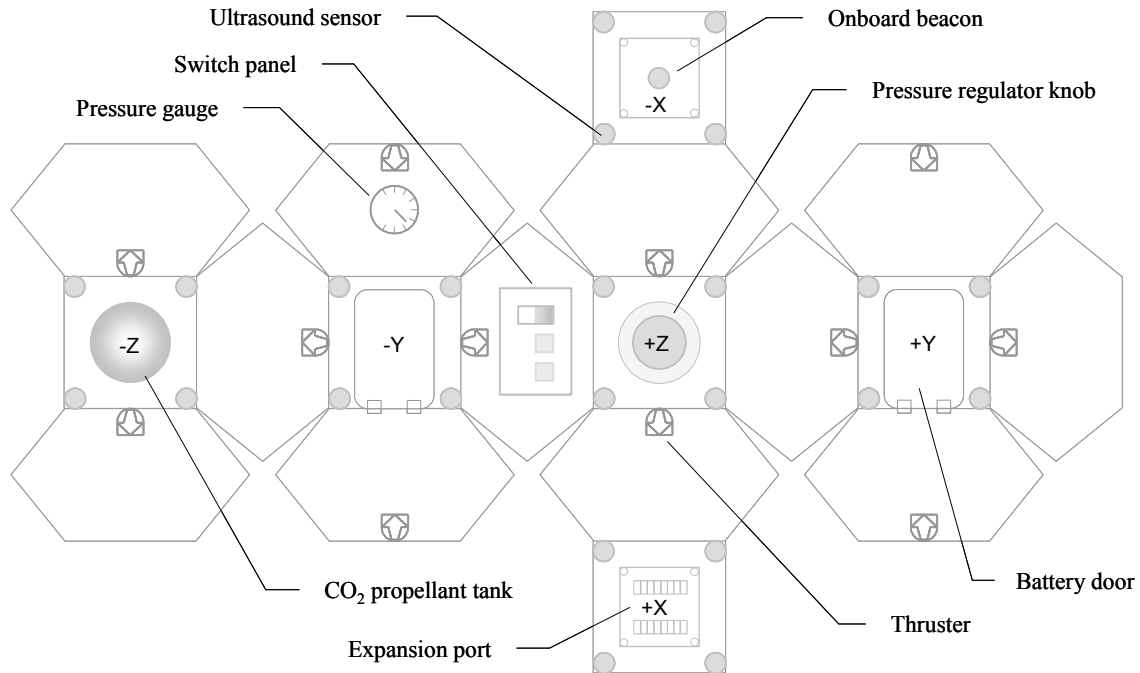 Ultrasound sensor
Onboard beacon
Switch panel
Pressure regulator knob
Pressure gauge
-X
-Z
-Y
+Z
+Y
CO₂ propellant tank
Battery door
+X
Thruster
Expansion port